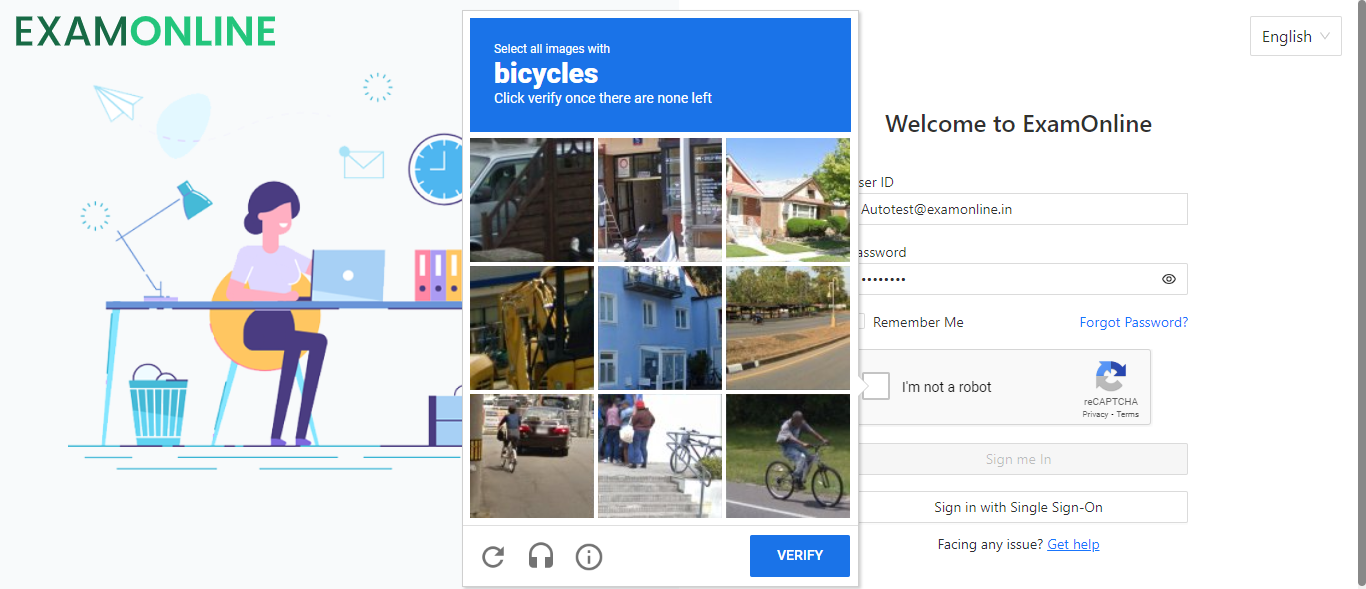 EXAMONLINE
English
Select all images with
bicycles
Click verify once there are none left
Welcome to ExamOnline
ser ID
Autotest@examonline.in
assword
Remember Me
Forgot Password?
I'm not a robot
reCAPTCHA
Privacy - Terms
Sign me In
Sign in with Single Sign-On
VERIFY
Facing any issue? Get help